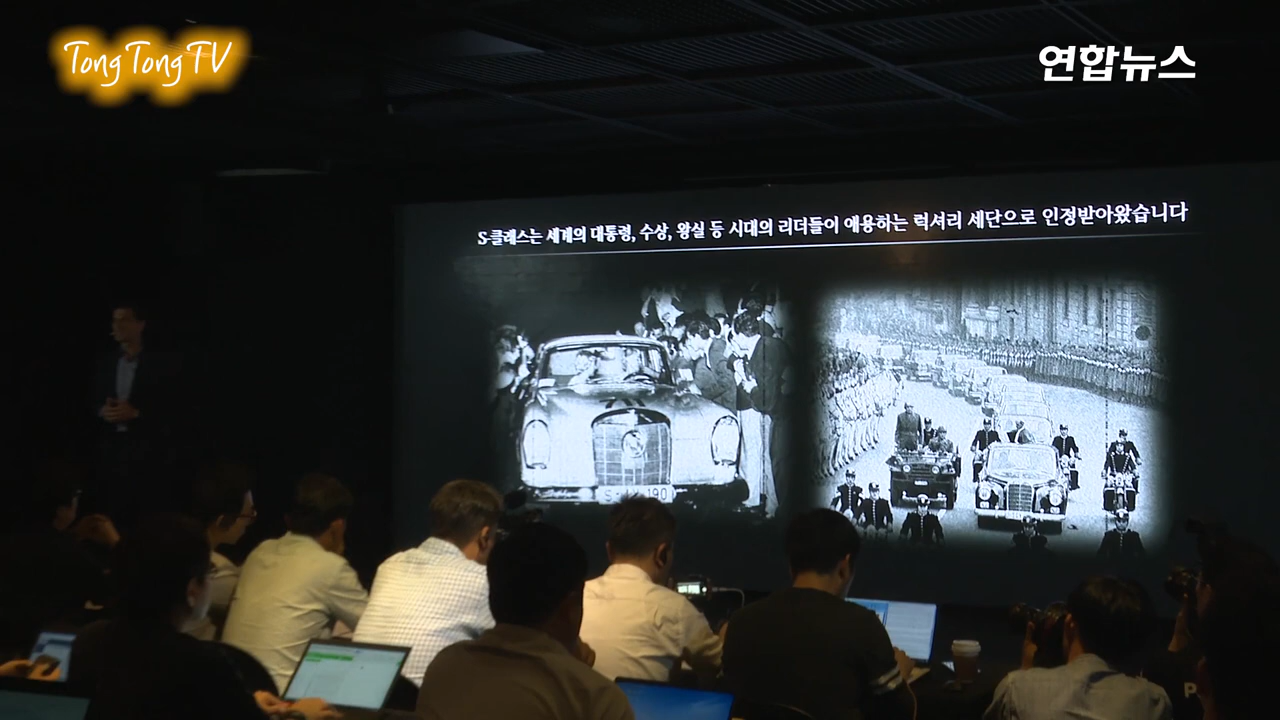 Tong Tong TV
연합뉴스
S-클래스는 세계의 대통령, 수상, 왕실 등 시대의 리더들이 애용하는 럭셔리 세단으로 인정받아왔습니다